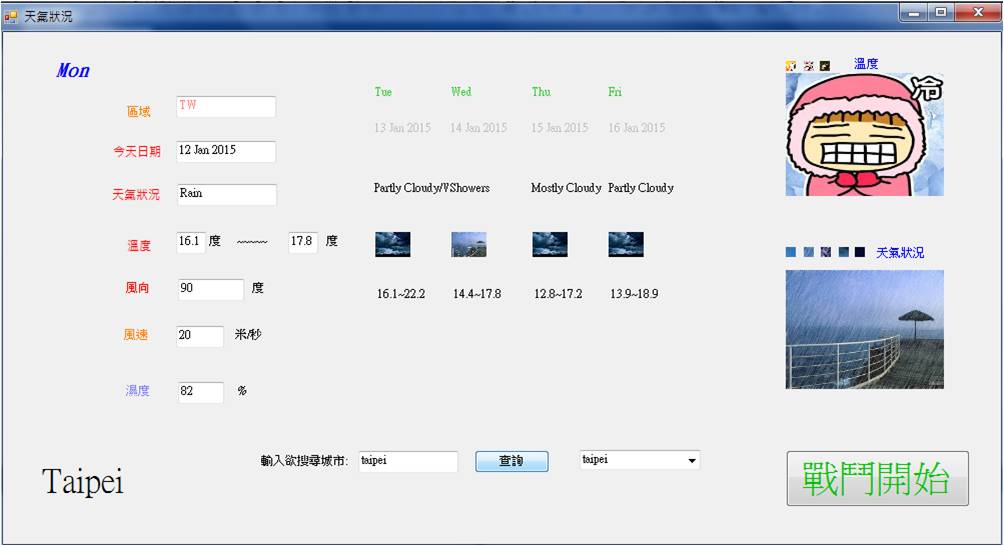 天氣狀況
Mon
區域 TW
今天日期 12 Jan 2015
天氣狀況 Rain
溫度 16.1 度 ~~~~ 17.8 度
風向 90 度
風速 20 米/秒
濕度 82 %
Tue Wed Thu Fri
13 Jan 2015 14 Jan 2015 15 Jan 2015 16 Jan 2015
Partly Cloudy/Showers Mostly Cloudy Partly Cloudy
16.1~22.2 14.4~17.8 12.8~17.2 13.9~18.9
溫度
冷
天氣狀況
輸入欲搜尋城市: taipei 查詢 taipei
Taipei
戰鬥開始